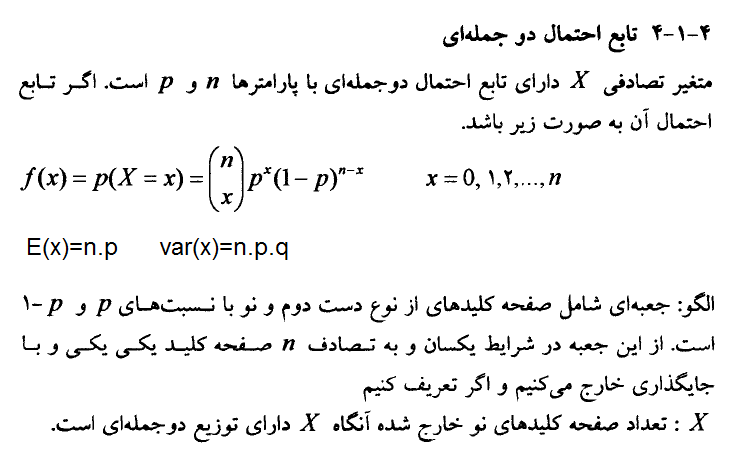 ۴-۱-۴ تابع احتمال دو جمله‌ای
متغیر تصادفی X دارای تابع احتمال دوجمله‌ای با پارامترها n و p است. اگر تابع
احتمال آن به صورت زیر باشد.
f(x) = p(X = x) = (n x) p^x (1 − p)^{n−x}    x = 0, ۱,۲,...,n
E(x)=n.p    var(x)=n.p.q
الگو: جعبه‌ای شامل صفحه کلیدهای از نوع دست دوم و نو با نسبت‌های p و ۱-p
است. از این جعبه در شرایط یکسان و به تصادف n صفحه کلید یکی یکی و با
جایگذاری خارج می‌کنیم و اگر تعریف کنیم
X : تعداد صفحه کلیدهای نو خارج شده آنگاه X دارای توزیع دوجمله‌ای است.